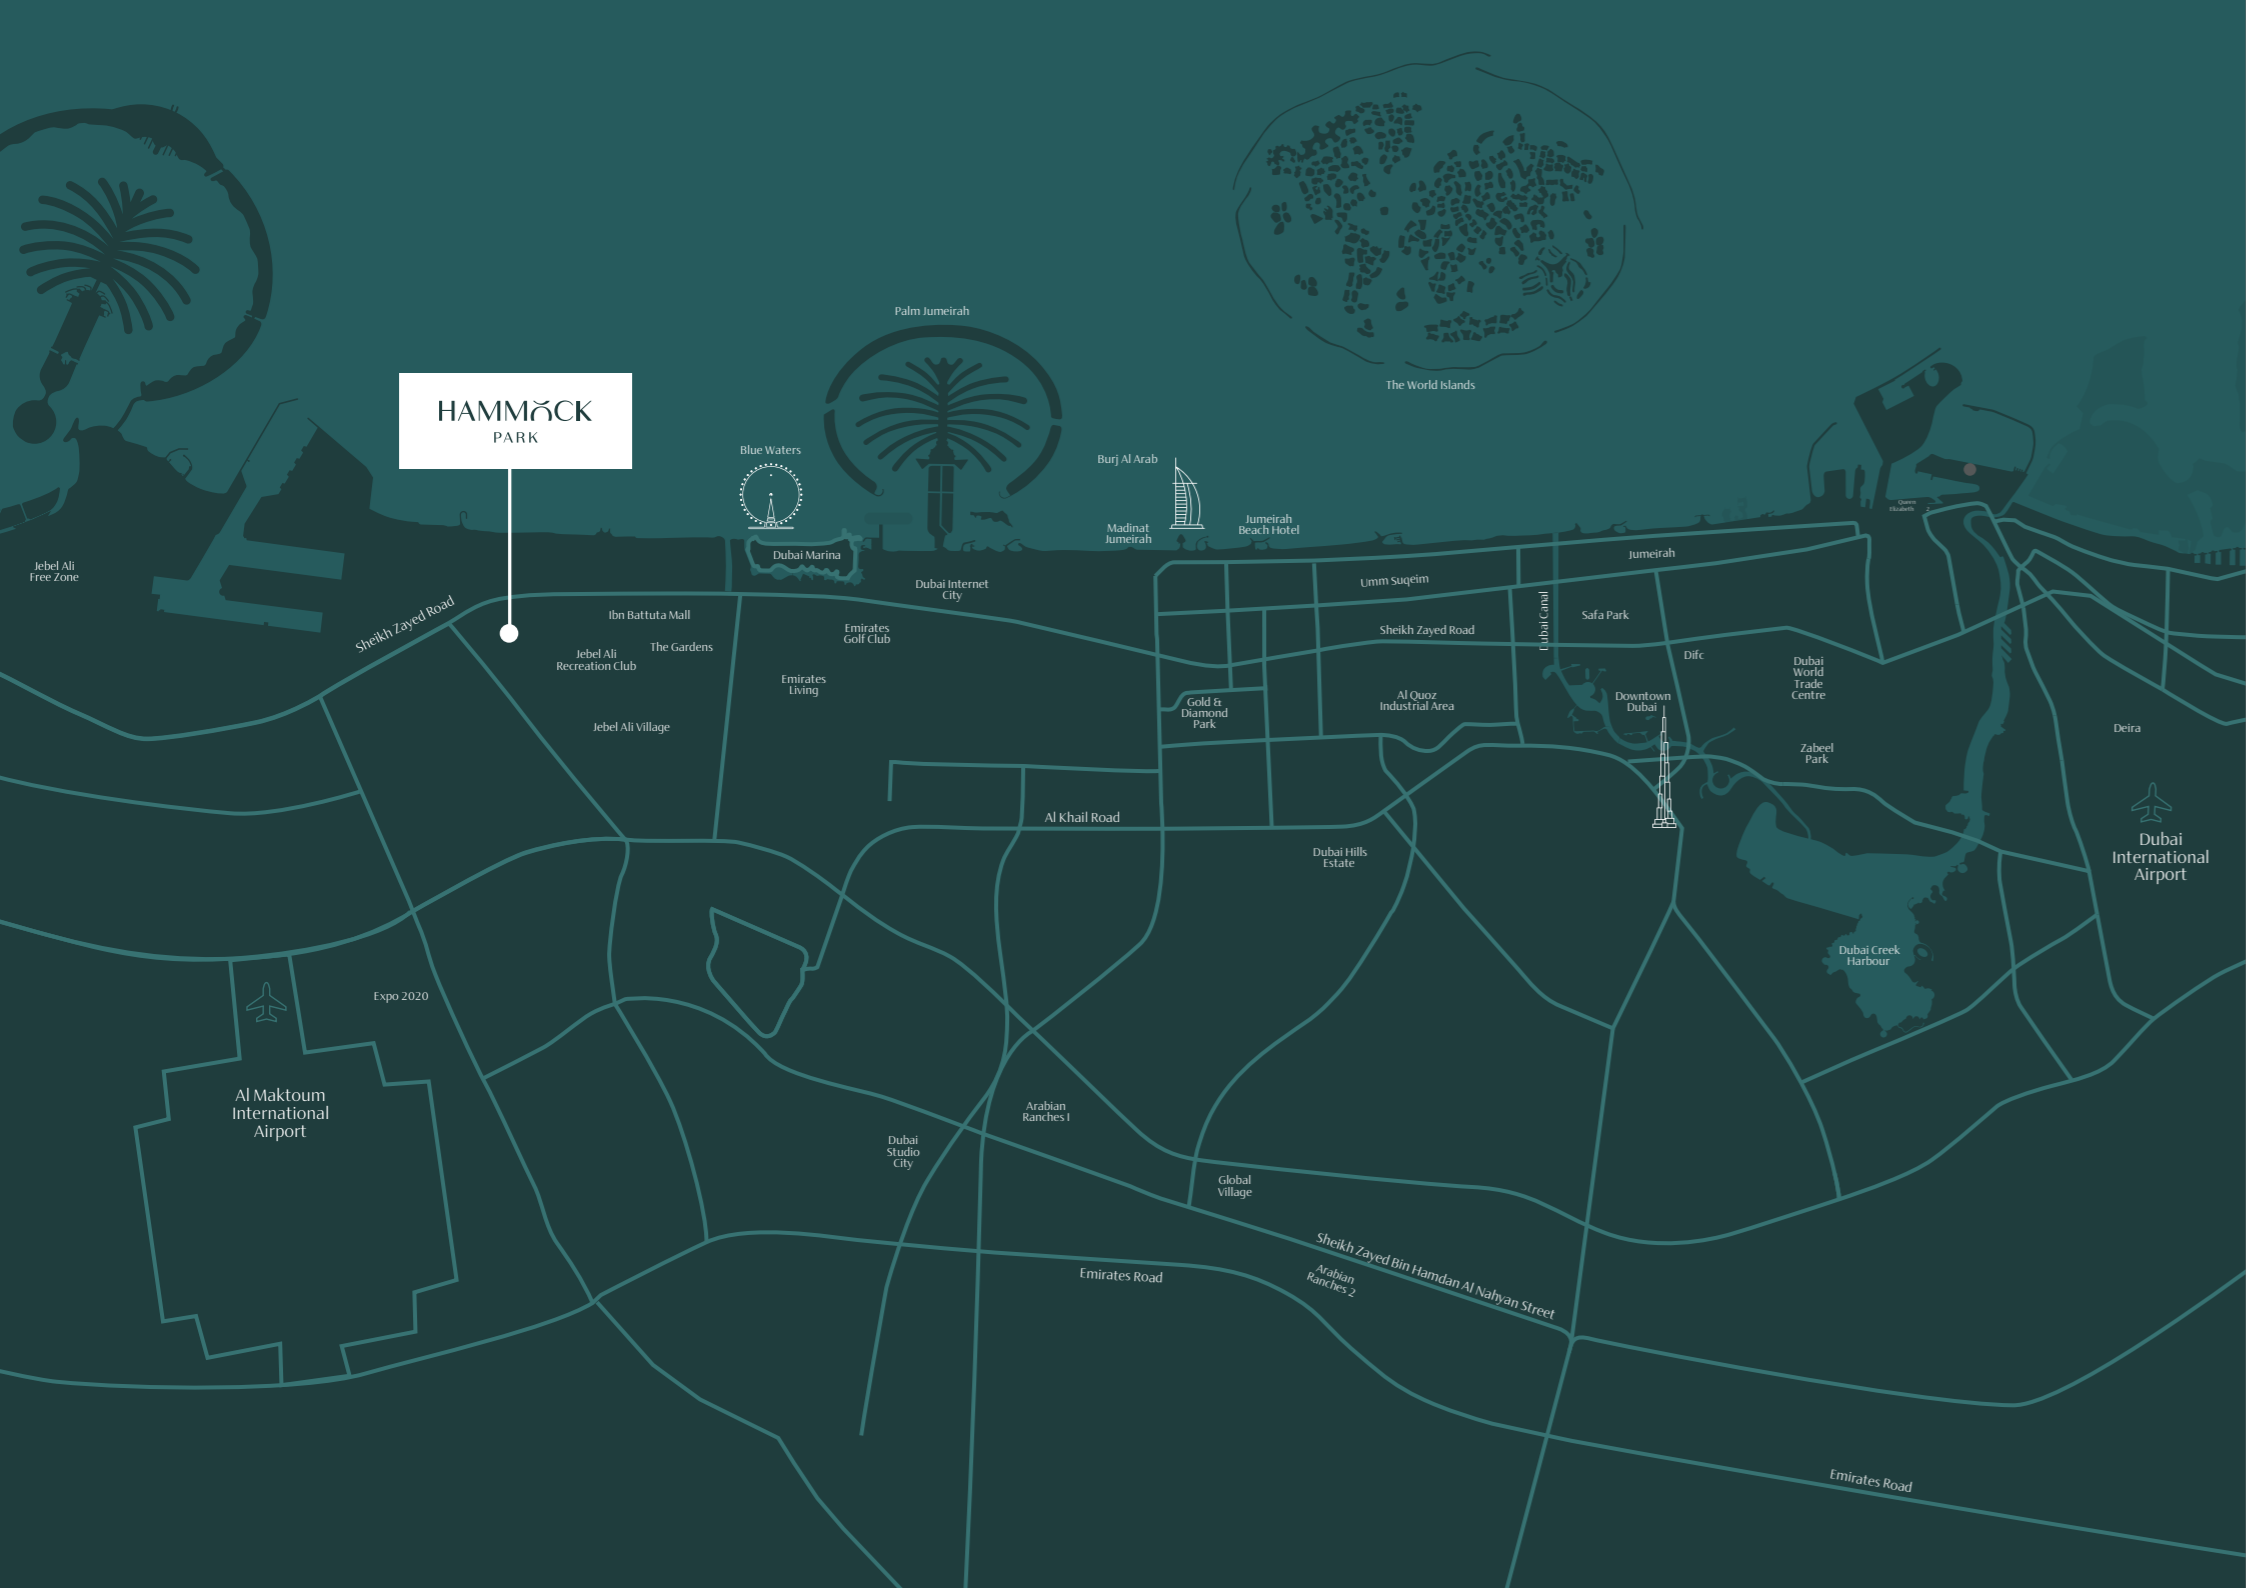 Palm Jumeirah
The World Islands
HAMMOCK
PARK
Blue Waters
Burj Al Arab
Queen
Elizabeth 2
Madinat
Jumeirah
Jumeirah
Beach Hotel
Dubai Marina
Jumeirah
Jebel Ali
Free Zone
Dubai Internet
City
Umm Suqeim
Sheikh Zayed Road
Ibn Battuta Mall
Dubai Canal
Safa Park
Emirates
Golf Club
Sheikh Zayed Road
The Gardens
Jebel Ali
Recreation Club
Difc
Dubai
World
Trade
Centre
Emirates
Living
Gold &
Diamond
Park
Al Quoz
Industrial Area
Downtown
Dubai
Jebel Ali Village
Deira
Zabeel
Park
Al Khail Road
Dubai Hills
Estate
Dubai
International
Airport
Dubai Creek
Harbour
Expo 2020
Al Maktoum
International
Airport
Arabian
Ranches I
Dubai
Studio
City
Global
Village
Sheikh Zayed Bin Hamdan Al Nahyan Street
Emirates Road
Arabian
Ranches 2
Emirates Road